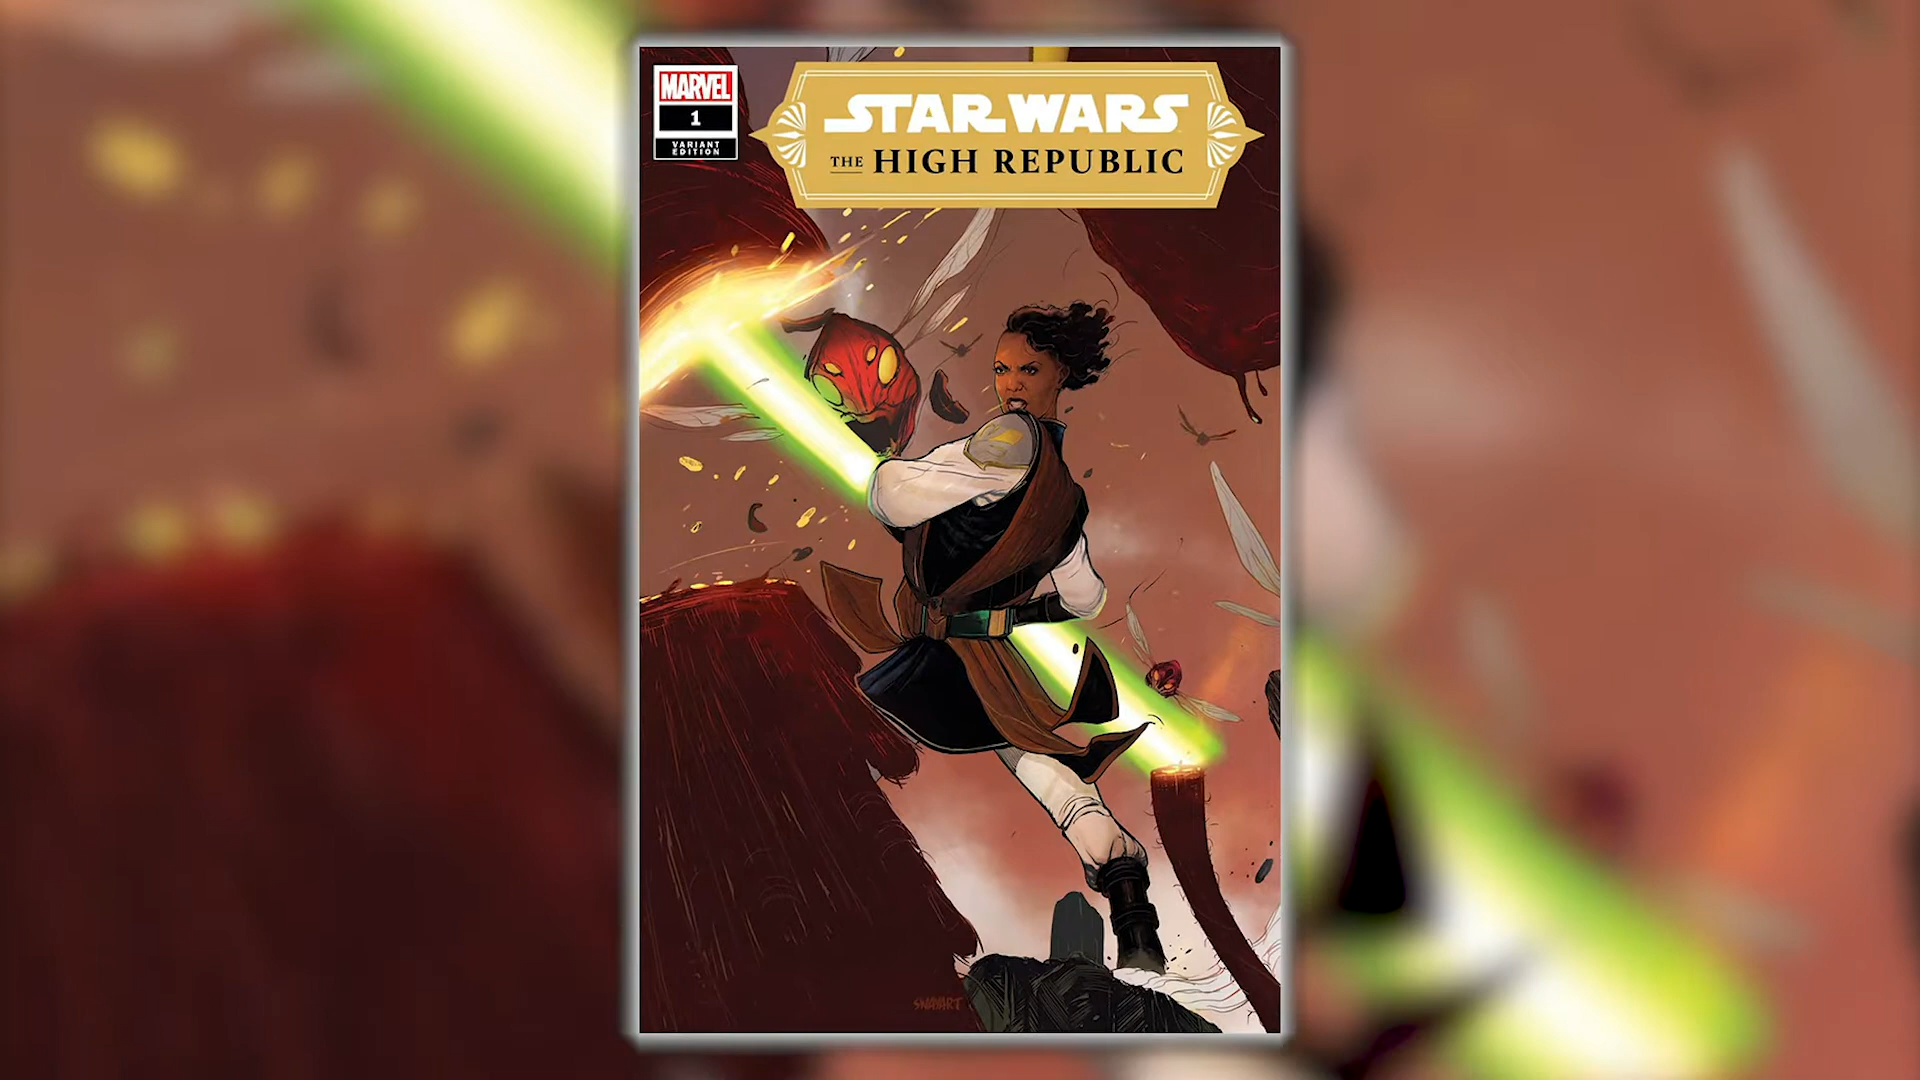 MARVEL
1
VARIANT
EDITION
STAR WARS
THE HIGH REPUBLIC